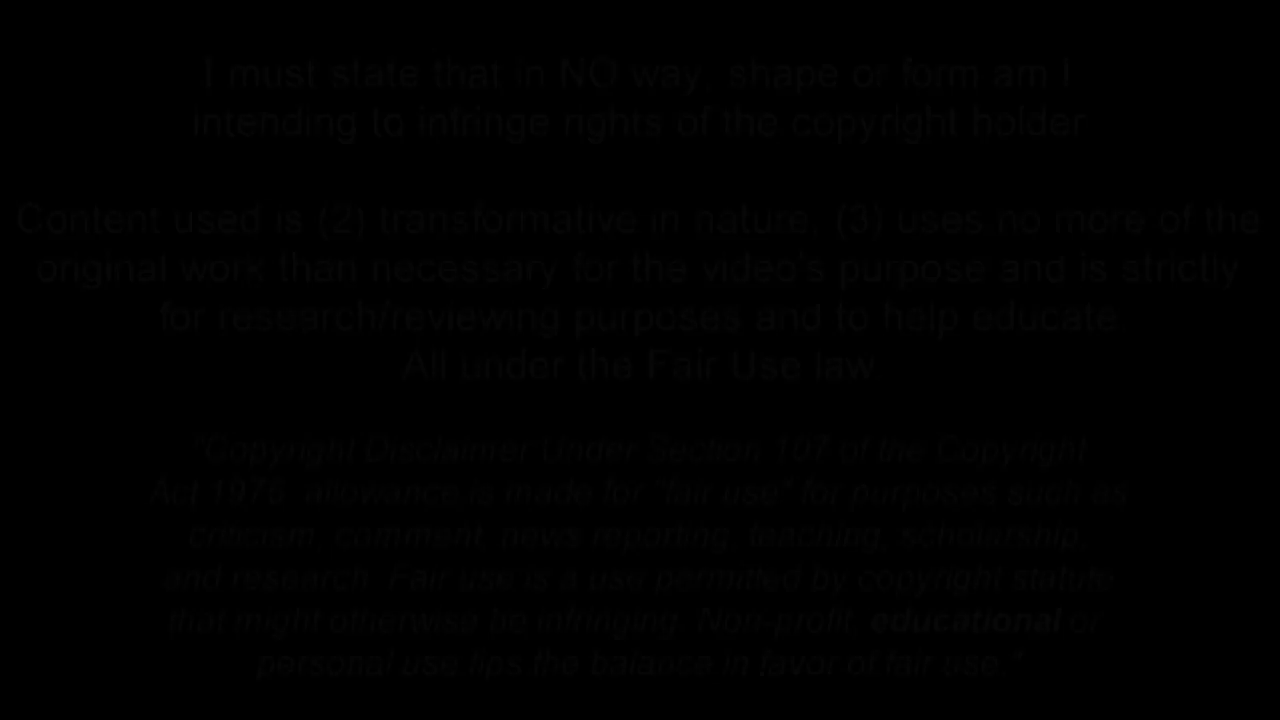 I must state that in NO way, shape or form am I
intending to infringe rights of the copyright holder
Content used is (2) transformative in nature, (3) uses no more of the
original work than necessary for the video's purpose and is strictly
for research/reviewing purposes and to help educate.
All under the Fair Use law
"Copyright Disclaimer Under Section 107 of the Copyright
Act 1976, allowance is made for "fair use" for purposes such as
criticism, comment, news reporting, teaching, scholarship,
and research. Fair use is a use permitted by copyright statute
that might otherwise be infringing. Non-profit, educational or
personal use tips the balance in favor of fair use."